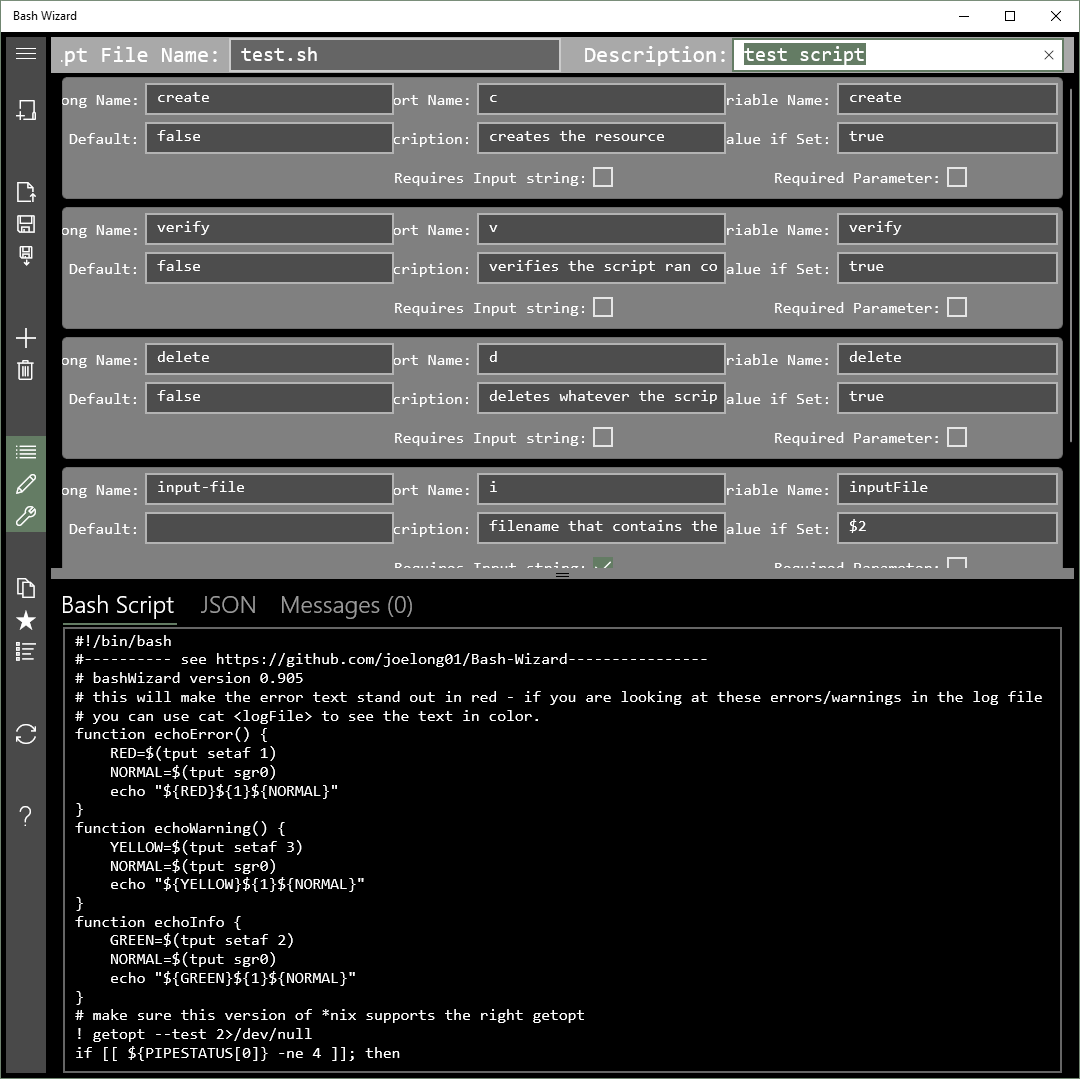 Bash Wizard
pt File Name: test.sh Description: test script
ong Name: create ort Name: c riable Name: create
Default: false cription: creates the resource alue if Set: true
Requires Input string: Required Parameter:
ong Name: verify ort Name: v riable Name: verify
Default: false cription: verifies the script ran co alue if Set: true
Requires Input string: Required Parameter:
ong Name: delete ort Name: d riable Name: delete
Default: false cription: deletes whatever the scrip alue if Set: true
Requires Input string: Required Parameter:
ong Name: input-file ort Name: i riable Name: inputFile
Default: cription: filename that contains the alue if Set: $2
Requires Input string: Required Parameter:
Bash Script JSON Messages (0)
#!/bin/bash
#---------- see https://github.com/joelong01/Bash-Wizard----------------
# bashWizard version 0.905
# this will make the error text stand out in red - if you are looking at these errors/warnings in the log file
# you can use cat <logFile> to see the text in color.
function echoError() {
    RED=$(tput setaf 1)
    NORMAL=$(tput sgr0)
    echo "${RED}${1}${NORMAL}"
}
function echoWarning() {
    YELLOW=$(tput setaf 3)
    NORMAL=$(tput sgr0)
    echo "${YELLOW}${1}${NORMAL}"
}
function echoInfo {
    GREEN=$(tput setaf 2)
    NORMAL=$(tput sgr0)
    echo "${GREEN}${1}${NORMAL}"
}
# make sure this version of *nix supports the right getopt
! getopt --test 2>/dev/null
if [[ ${PIPESTATUS[0]} -ne 4 ]]; then